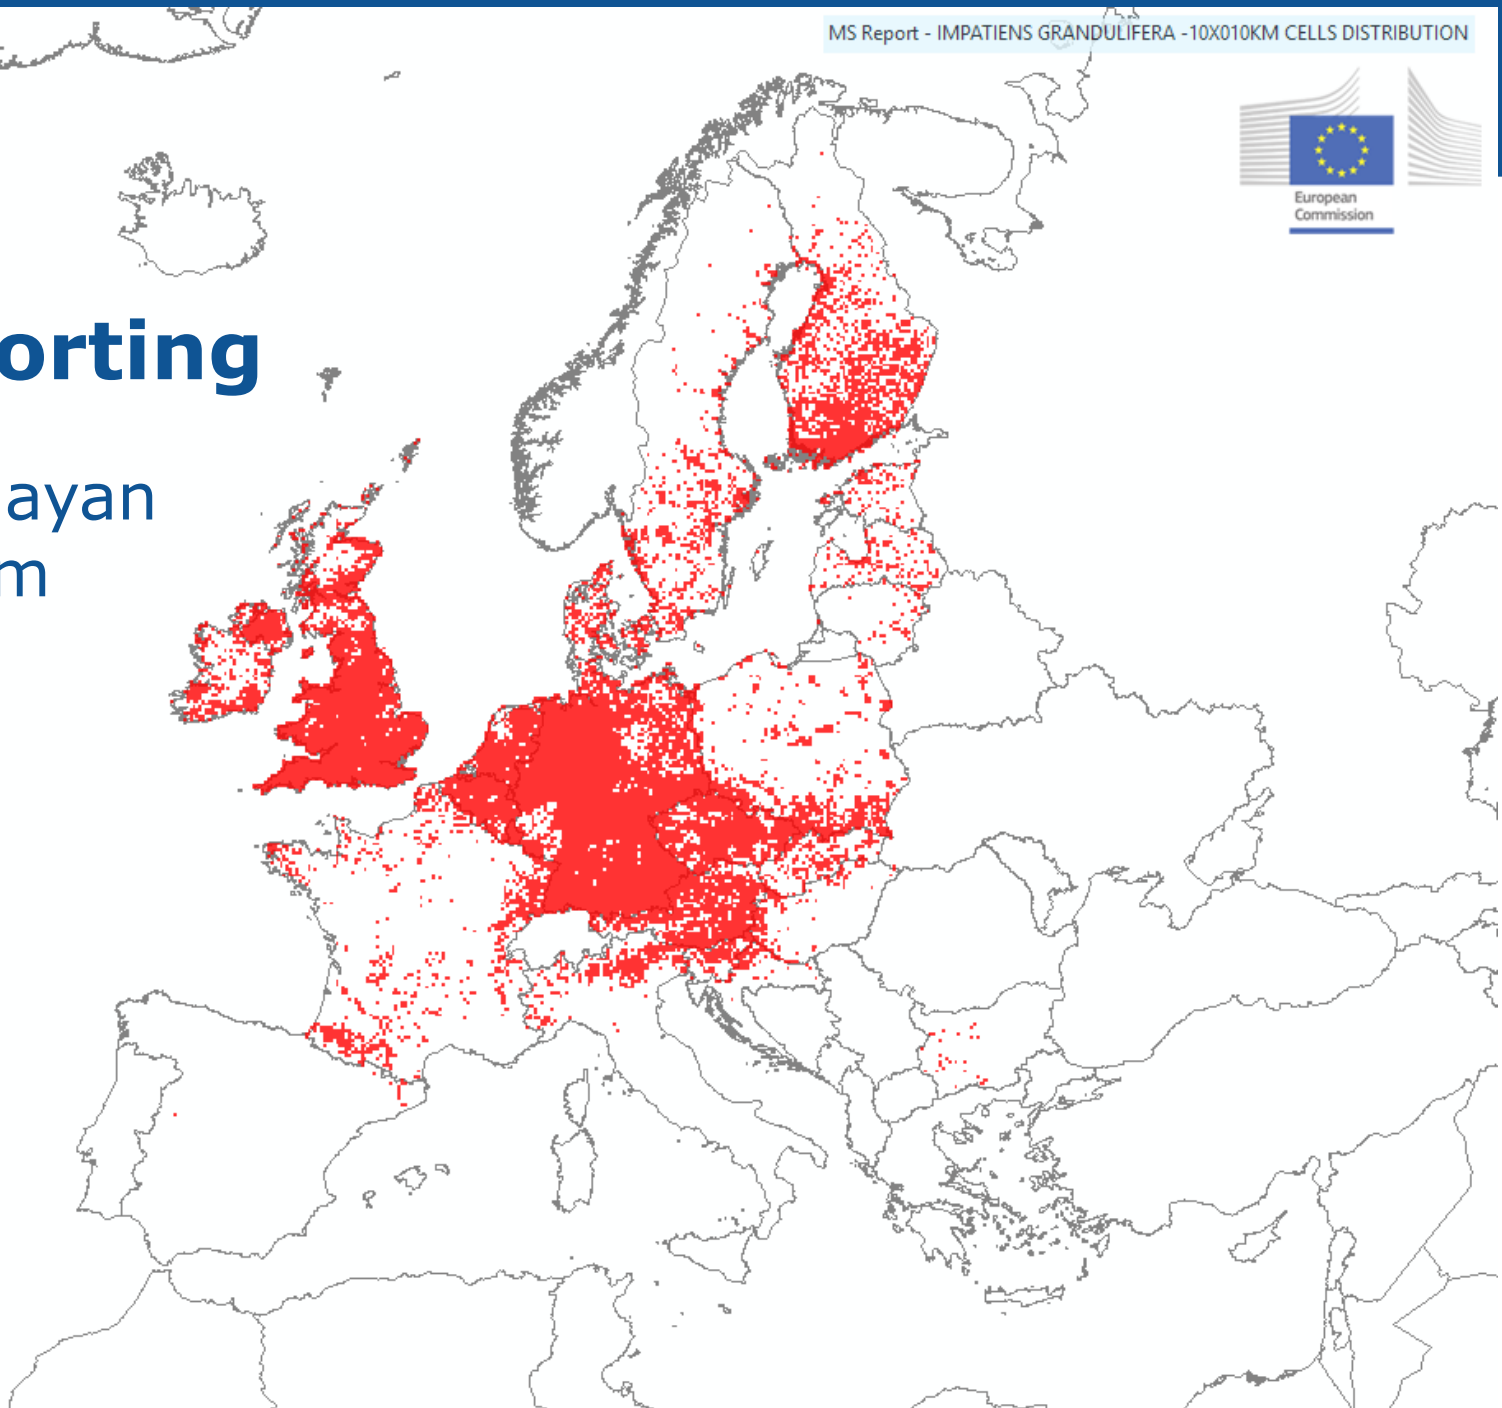 MS Report - IMPATIENS GRANDULIFERA -10X010KM CELLS DISTRIBUTION
European
Commission
orting
ayan
m